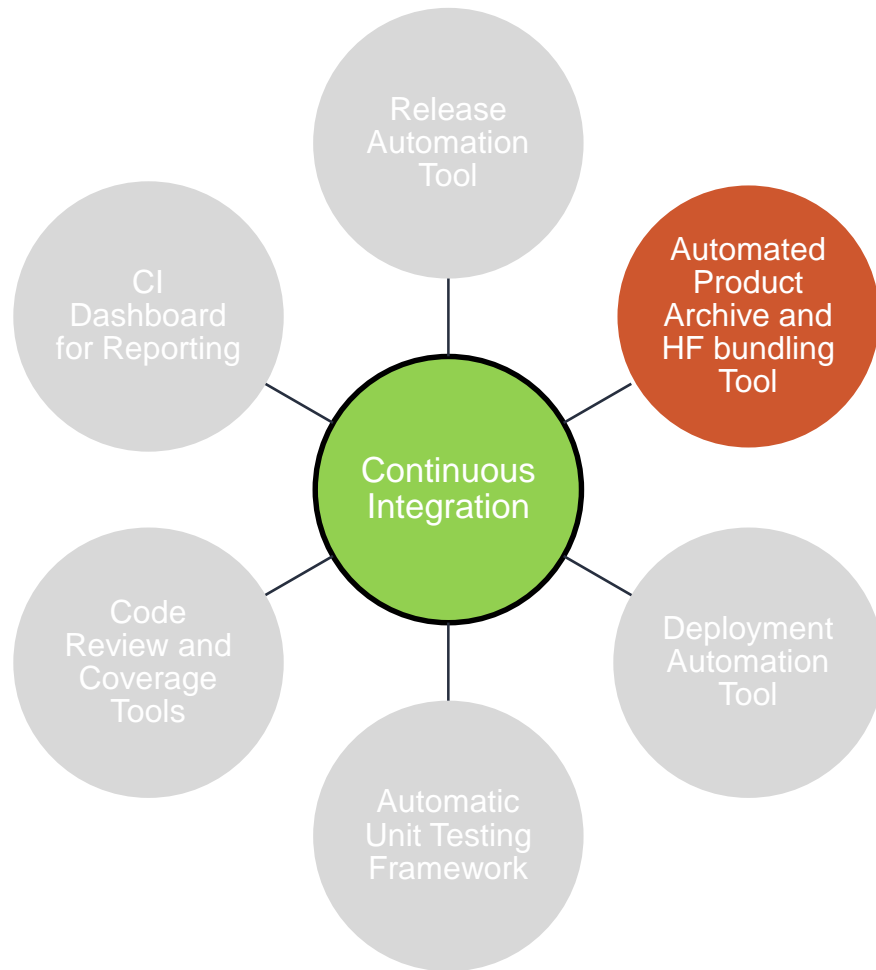 Release
Automation
Tool
Automated
Product
Archive and
HF bundling
Tool
CI
Dashboard
for Reporting
Continuous
Integration
Code
Review and
Coverage
Tools
Deployment
Automation
Tool
Automatic
Unit Testing
Framework